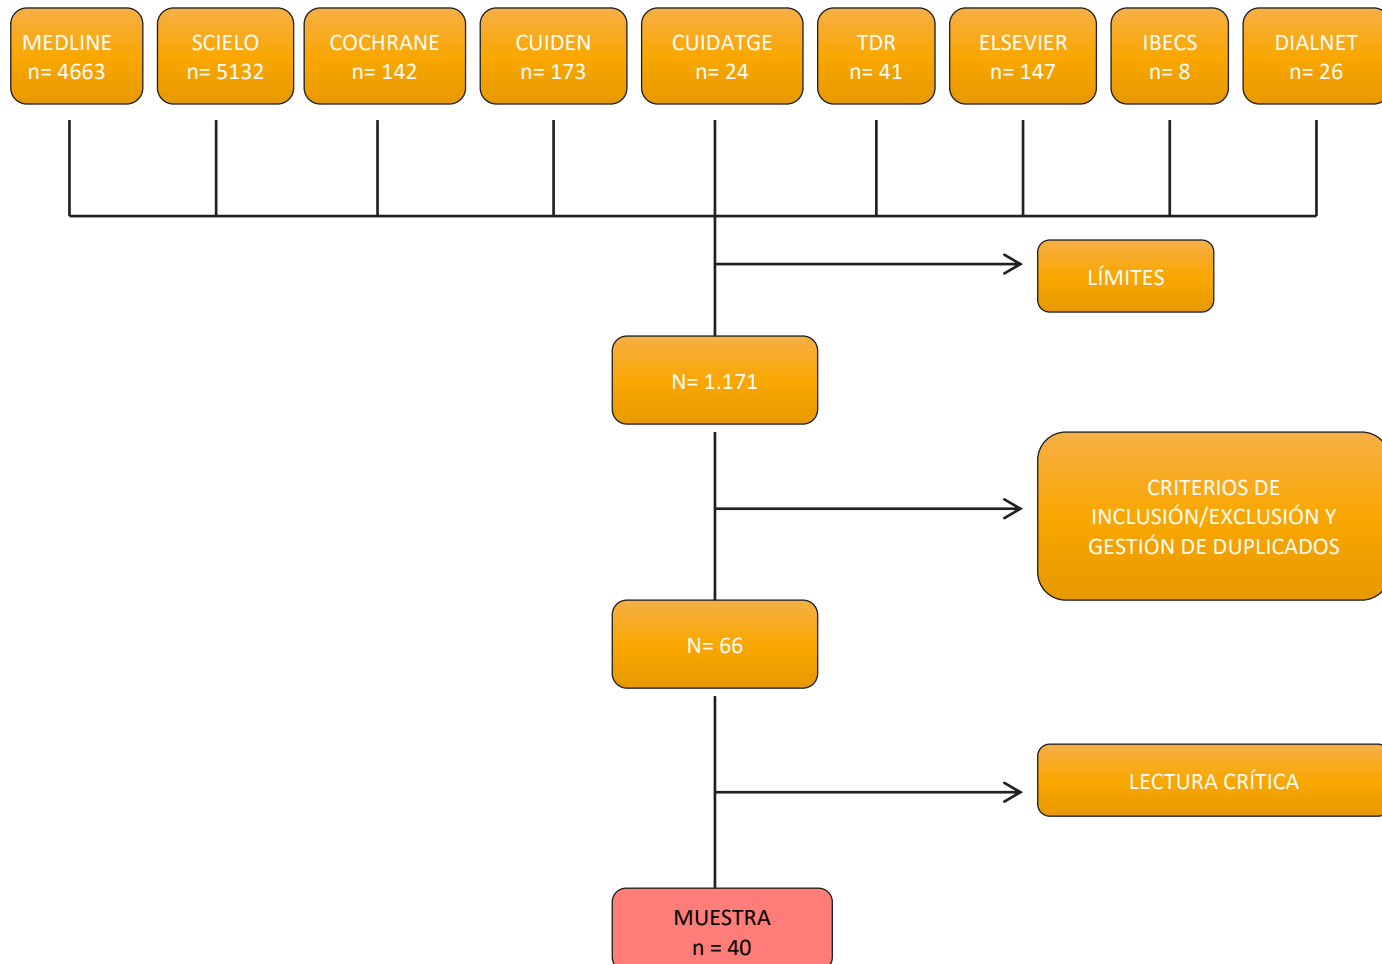 MEDLINE
n= 4663
SCIELO
n= 5132
COCHRANE
n= 142
CUIDEN
n= 173
CUIDATGE
n= 24
TDR
n= 41
ELSEVIER
n= 147
IBECS
n= 8
DIALNET
n= 26
LÍMITES
N= 1.171
CRITERIOS DE
INCLUSIÓN/EXCLUSIÓN Y
GESTIÓN DE DUPLICADOS
N= 66
LECTURA CRÍTICA
MUESTRA
n = 40